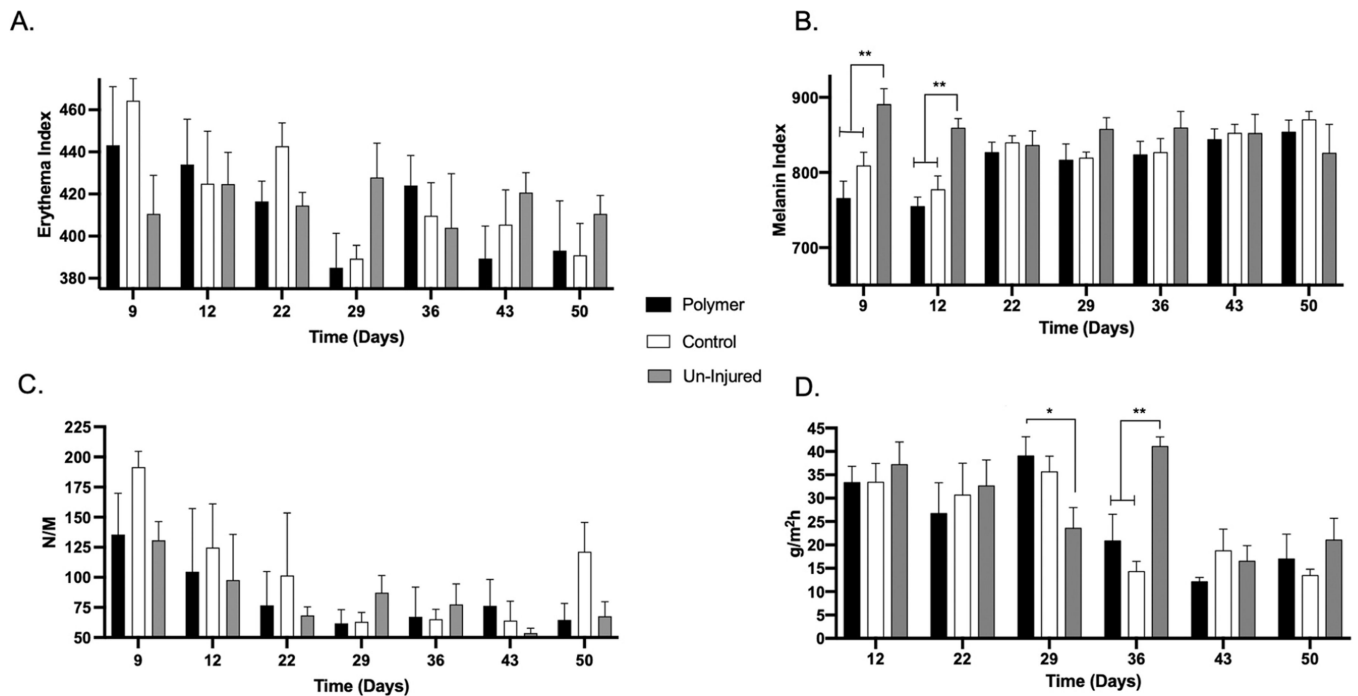 A.
Erythema Index
460
440
420
400
380
9 12 22 29 36 43 50
Time (Days)
B.
Melanin Index
900
800
700
**
**
9 12 22 29 36 43 50
Time (Days)
Polymer
Control
Un-Injured
C.
N/M
225
200
175
150
125
100
75
50
9 12 22 29 36 43 50
Time (Days)
D.
g/m²h
45
40
35
30
25
20
15
10
5
0
*
**
12 22 29 36 43 50
Time (Days)